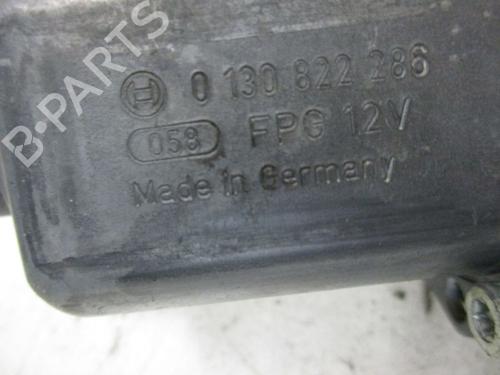 0 130 822 286
058 FPG 12V
Made in Germany
B-PARTS